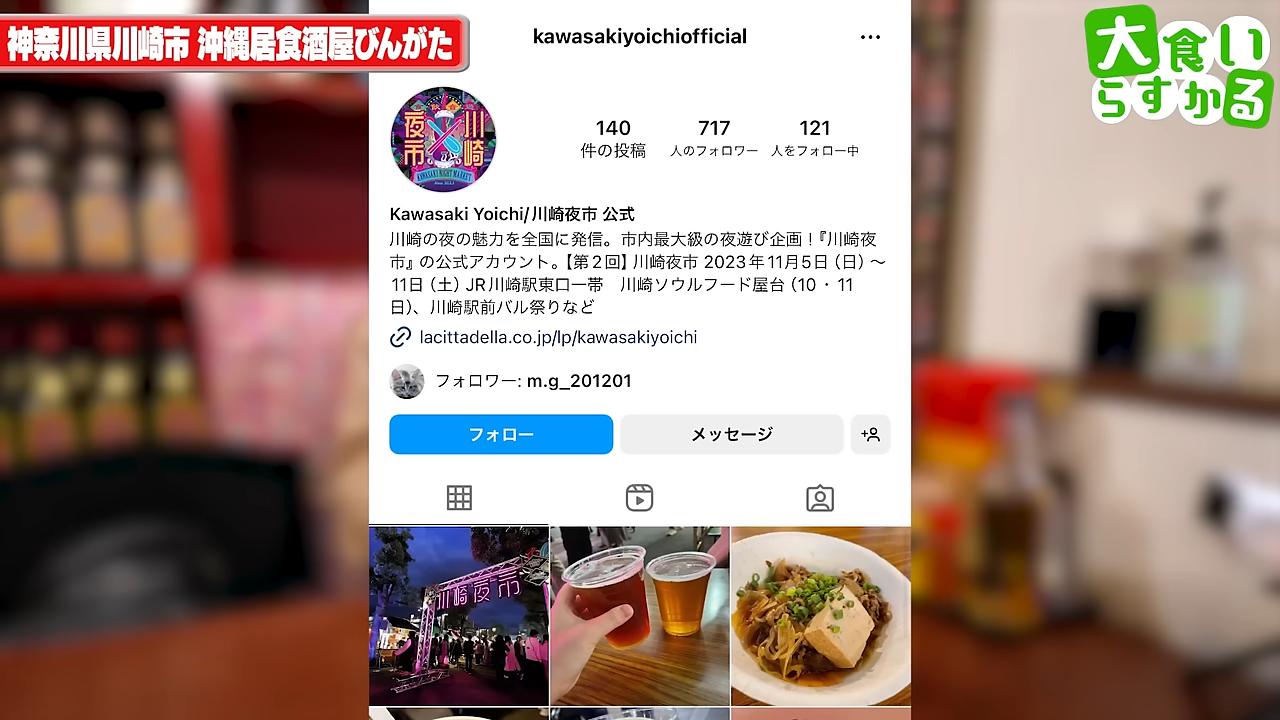 神奈川県川崎市 沖縄居食酒屋びんがた
大食い
らすかる
kawasakiyoichiofficial
夜市
川崎
KAWASAKI NIGHT MARKET
140
件の投稿
717
人のフォロワー
121
人をフォロー中
Kawasaki Yoichi/川崎夜市 公式
川崎の夜の魅力を全国に発信。市内最大級の夜遊び企画！『川崎夜
市』の公式アカウント。【第２回】川崎夜市 2023年11月5日（日）〜
11日（土）JR川崎駅東口一帯　川崎ソウルフード屋台（10・11
日）、川崎駅前バル祭りなど
lacittadella.co.jp/lp/kawasakiyoichi
フォロワー: m.g_201201
フォロー
メッセージ
川崎夜市